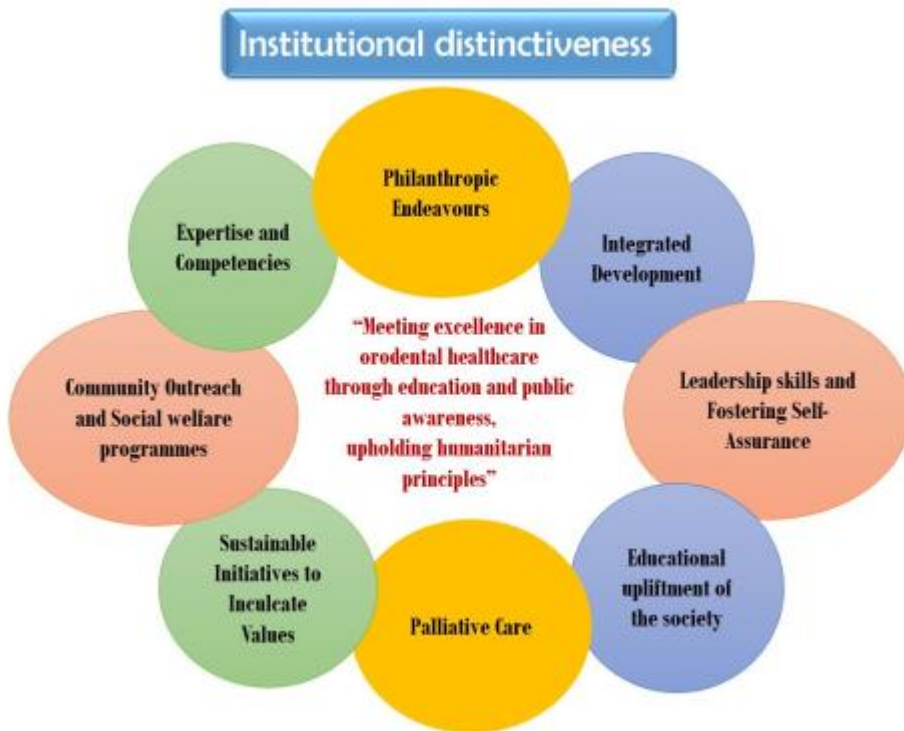 Institutional distinctiveness
Philanthropic
Endeavours
Expertise and
Competencies
Integrated
Development
“Meeting excellence in
orodental healthcare
through education and public
awareness,
upholding humanitarian
principles”
Community Outreach
and Social welfare
programmes
Leadership skills and
Fostering Self-
Assurance
Sustainable
Initiatives to
Inculcate
Values
Palliative Care
Educational
upliftment of
the society